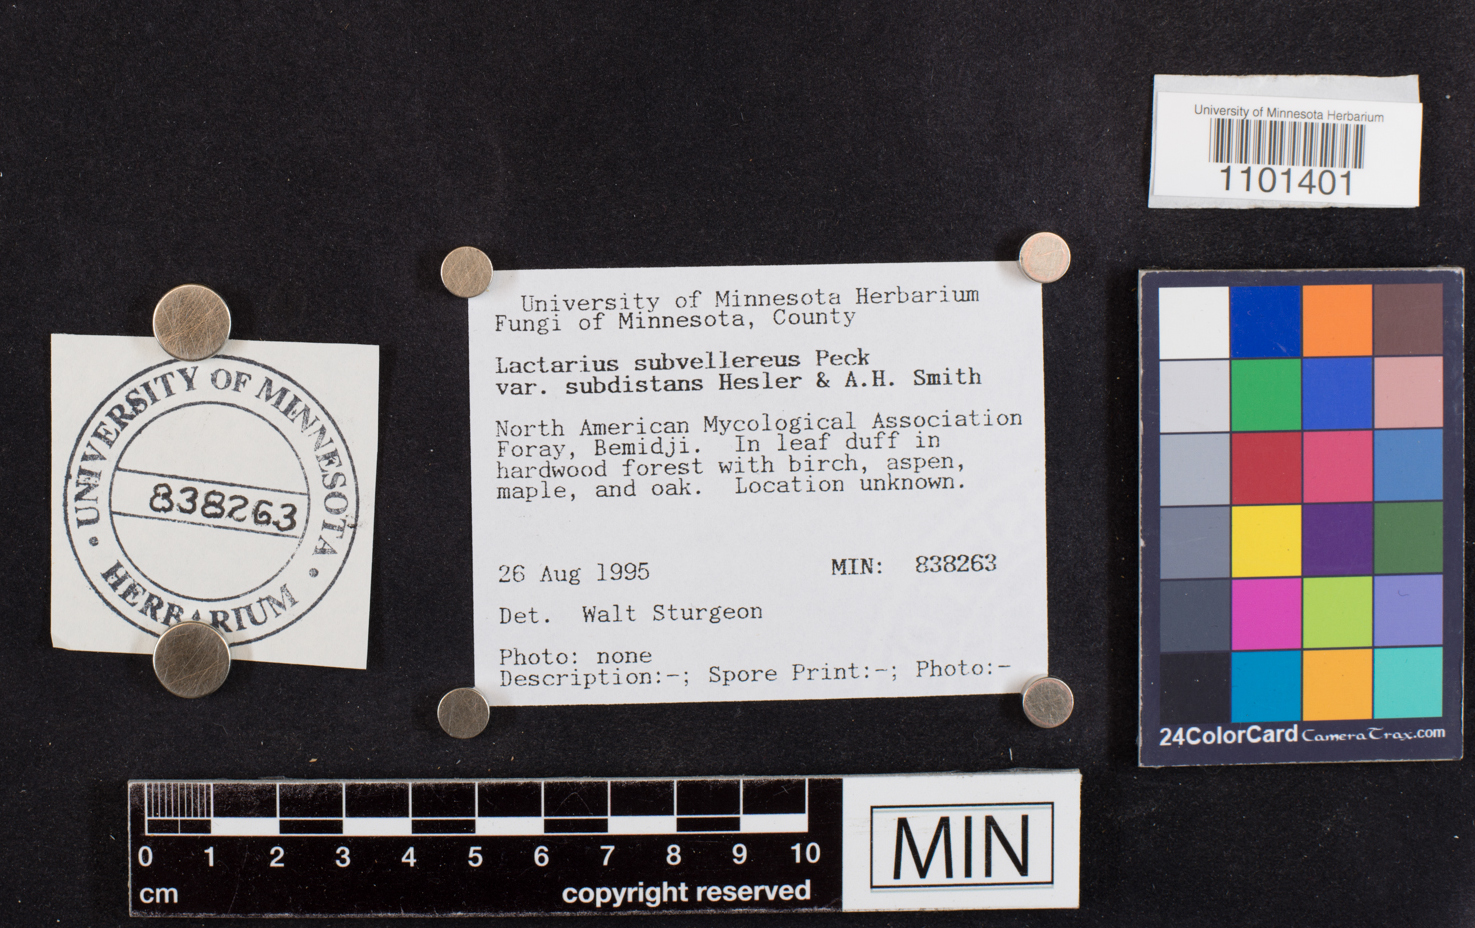 University of Minnesota Herbarium
1101401
University of Minnesota Herbarium
Fungi of Minnesota, County
Lactarius subvellereus Peck
var. subdistans Hesler & A.H. Smith
North American Mycological Association
Foray, Bemidji. In leaf duff in
hardwood forest with birch, aspen,
maple, and oak. Location unknown.
26 Aug 1995 MIN: 838263
Det. Walt Sturgeon
Photo: none
Description:-; Spore Print:-; Photo:-
UNIVERSITY OF MINNESOTA
838263
HERBARIUM
24ColorCard CameraTrax.com
0 1 2 3 4 5 6 7 8 9 10
cm copyright reserved
MIN